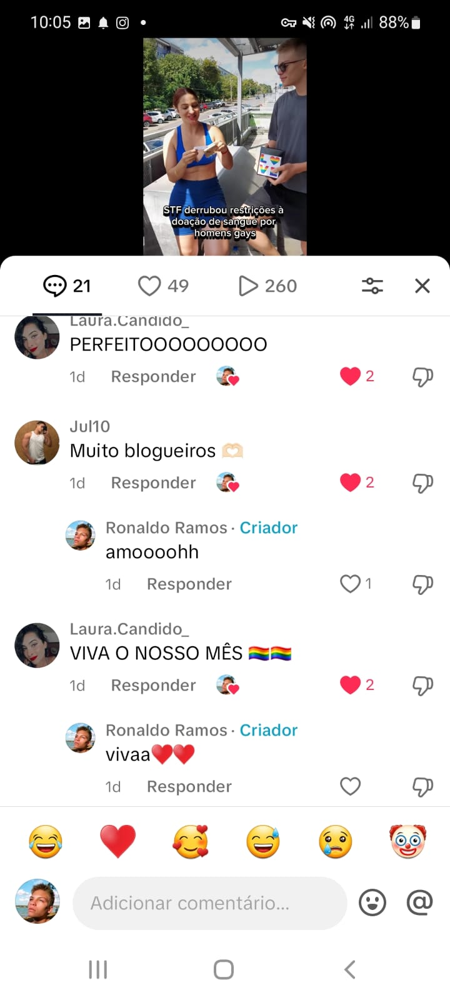 10:05
4G
88%
LOVE
STF derrubou restrições à
doação de sangue por
homens gays
21
49
260
Laura.Candido_
PERFEITOOOOOOOOO
1d Responder 2
Jul10
Muito blogueiros 🫶🏻
1d Responder 2
Ronaldo Ramos · Criador
amoooohh
1d Responder 1
Laura.Candido_
VIVA O NOSSO MÊS 🏳️‍🌈🏳️‍🌈
1d Responder 2
Ronaldo Ramos · Criador
vivaa❤️❤️
1d Responder
😂 ❤️ 🥰 😅 😢 🤡
Adicionar comentário...
@